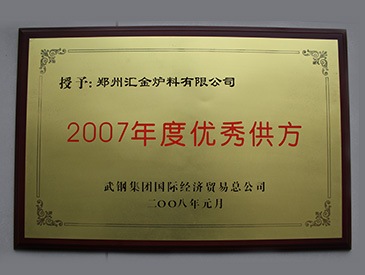 授予:郑州汇金炉料有限公司
2007年度优秀供方
武钢集团国际经济贸易总公司
二〇〇八年元月